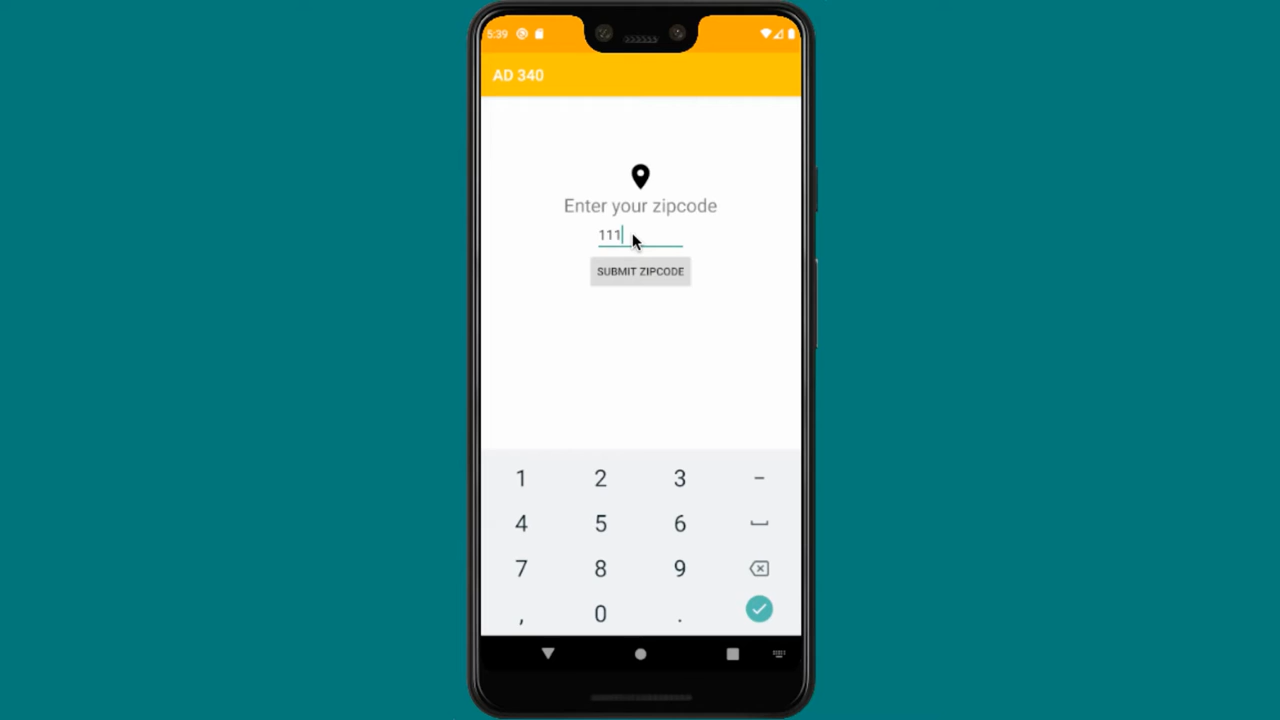 5:39
AD 340
Enter your zipcode
111
SUBMIT ZIPCODE
1 2 3 -
4 5 6
7 8 9
, 0 .